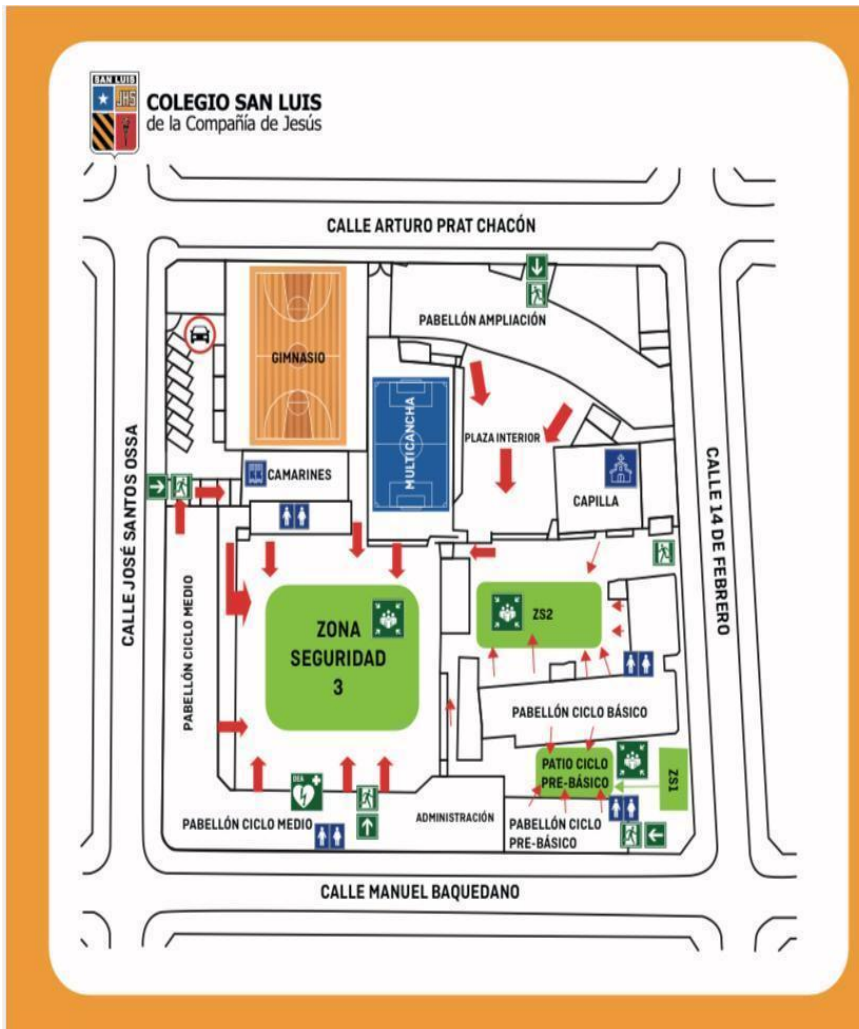 SAN LUIS
JHS
COLEGIO SAN LUIS
de la Compañía de Jesús
CALLE ARTURO PRAT CHACÓN
PABELLÓN AMPLIACIÓN
GIMNASIO
MULTICANCHA
PLAZA INTERIOR
CAMARINES
CAPILLA
CALLE JOSÉ SANTOS OSSA
CALLE 14 DE FEBRERO
PABELLÓN CICLO MEDIO
ZONA
SEGURIDAD
3
ZS2
PABELLÓN CICLO BÁSICO
PATIO CICLO
PRE-BÁSICO
ZS1
DEA
PABELLÓN CICLO MEDIO
ADMINISTRACIÓN
PABELLÓN CICLO
PRE-BÁSICO
CALLE MANUEL BAQUEDANO